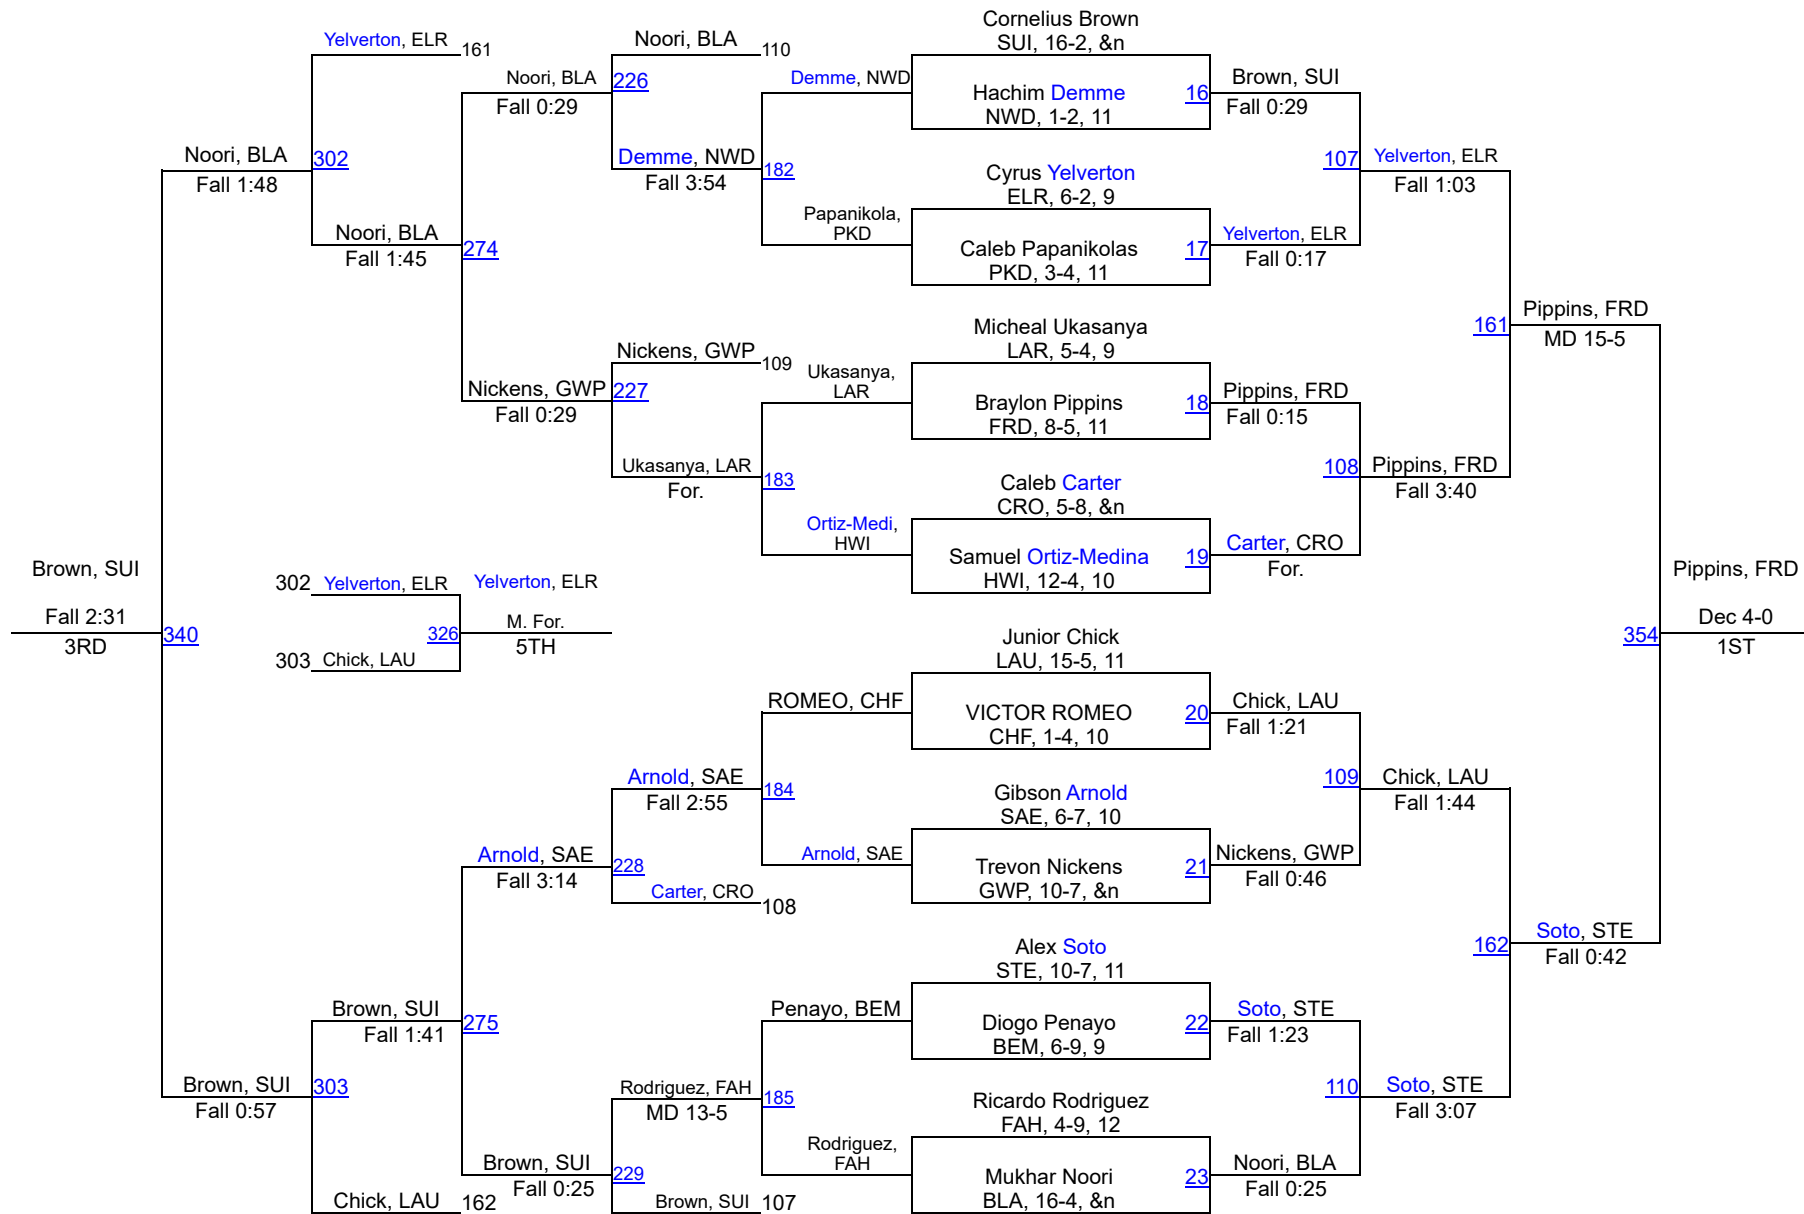 Cornelius Brown
SUI, 16-2, &n
Yelverton, ELR
161
Noori, BLA
110
Noori, BLA
226
Demme, NWD
Hachim Demme
NWD, 1-2, 11
16
Brown, SUI
Fall 0:29
Fall 0:29
Noori, BLA
302
Fall 1:48
Demme, NWD
Fall 3:54
182
Cyrus Yelverton
ELR, 6-2, 9
107
Yelverton, ELR
Fall 1:03
Noori, BLA
Fall 1:45
274
Papanikola,
PKD
Caleb Papanikolas
PKD, 3-4, 11
17
Yelverton, ELR
Fall 0:17
Micheal Ukasanya
LAR, 5-4, 9
161
Pippins, FRD
MD 15-5
Nickens, GWP
109
Nickens, GWP
227
Fall 0:29
Ukasanya,
LAR
Braylon Pippins
FRD, 8-5, 11
18
Pippins, FRD
Fall 0:15
Ukasanya, LAR
For.
183
Caleb Carter
CRO, 5-8, &n
108
Pippins, FRD
Fall 3:40
Ortiz-Medi,
HWI
Samuel Ortiz-Medina
HWI, 12-4, 10
19
Carter, CRO
For.
Brown, SUI
Fall 2:31
3RD
340
302
Yelverton, ELR
Yelverton, ELR
326
M. For.
5TH
303
Chick, LAU
Pippins, FRD
354
Dec 4-0
1ST
Junior Chick
LAU, 15-5, 11
ROMEO, CHF
VICTOR ROMEO
CHF, 1-4, 10
20
Chick, LAU
Fall 1:21
Arnold, SAE
Fall 2:55
184
Gibson Arnold
SAE, 6-7, 10
109
Chick, LAU
Fall 1:44
Arnold, SAE
Fall 3:14
228
Arnold, SAE
Trevon Nickens
GWP, 10-7, &n
21
Nickens, GWP
Fall 0:46
Carter, CRO
108
Alex Soto
STE, 10-7, 11
162
Soto, STE
Fall 0:42
Brown, SUI
Fall 1:41
275
Penayo, BEM
Diogo Penayo
BEM, 6-9, 9
22
Soto, STE
Fall 1:23
Brown, SUI
Fall 0:57
303
Rodriguez, FAH
MD 13-5
185
Ricardo Rodriguez
FAH, 4-9, 12
110
Soto, STE
Fall 3:07
Brown, SUI
Fall 0:25
229
Rodriguez,
FAH
Mukhar Noori
BLA, 16-4, &n
23
Noori, BLA
Fall 0:25
Chick, LAU
162
Brown, SUI
107